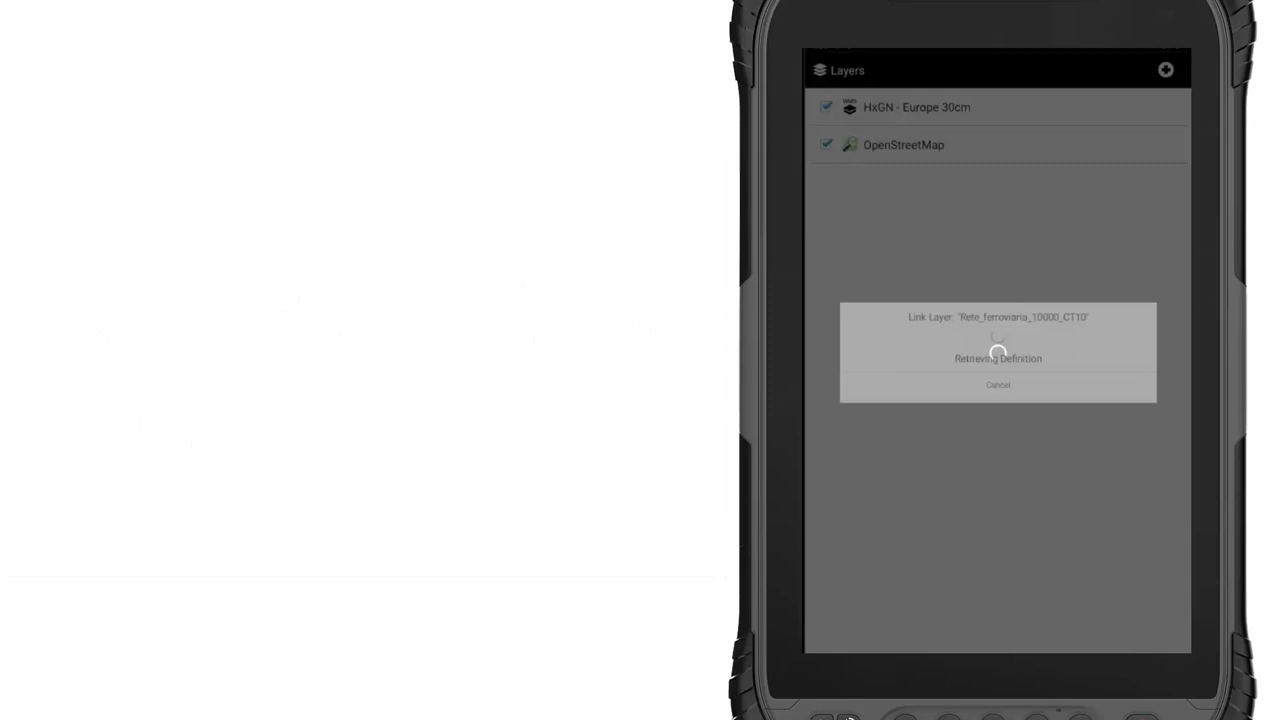 Layers
HxGN - Europe 30cm
OpenStreetMap
Link Layer: "Rete_ferroviaria_10000_CT10"
Retrieving Definition
Cancel